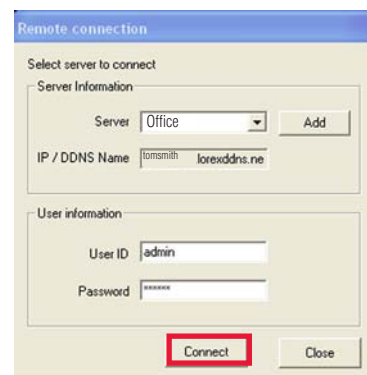 Remote connection
Select server to connect
Server Information
Server Office Add
IP / DDNS Name tomsmith .lorexddns.ne
User information
User ID admin
Password ******
Connect Close